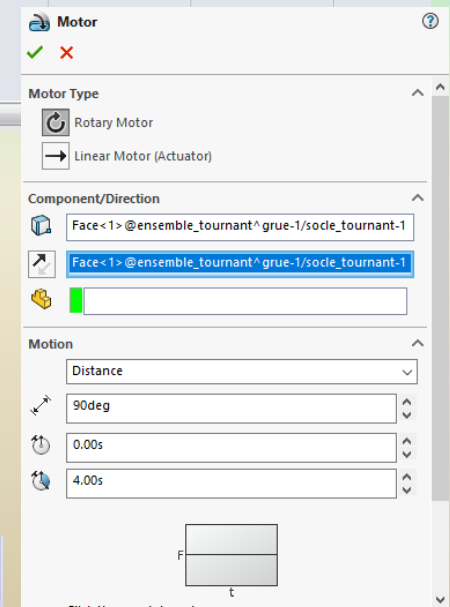 Motor
Motor Type
Rotary Motor
Linear Motor (Actuator)
Component/Direction
Face<1>@ensemble_tournant^grue-1/socle_tournant-1
Face<1>@ensemble_tournant^grue-1/socle_tournant-1
Motion
Distance
90deg
0.00s
4.00s
F
t